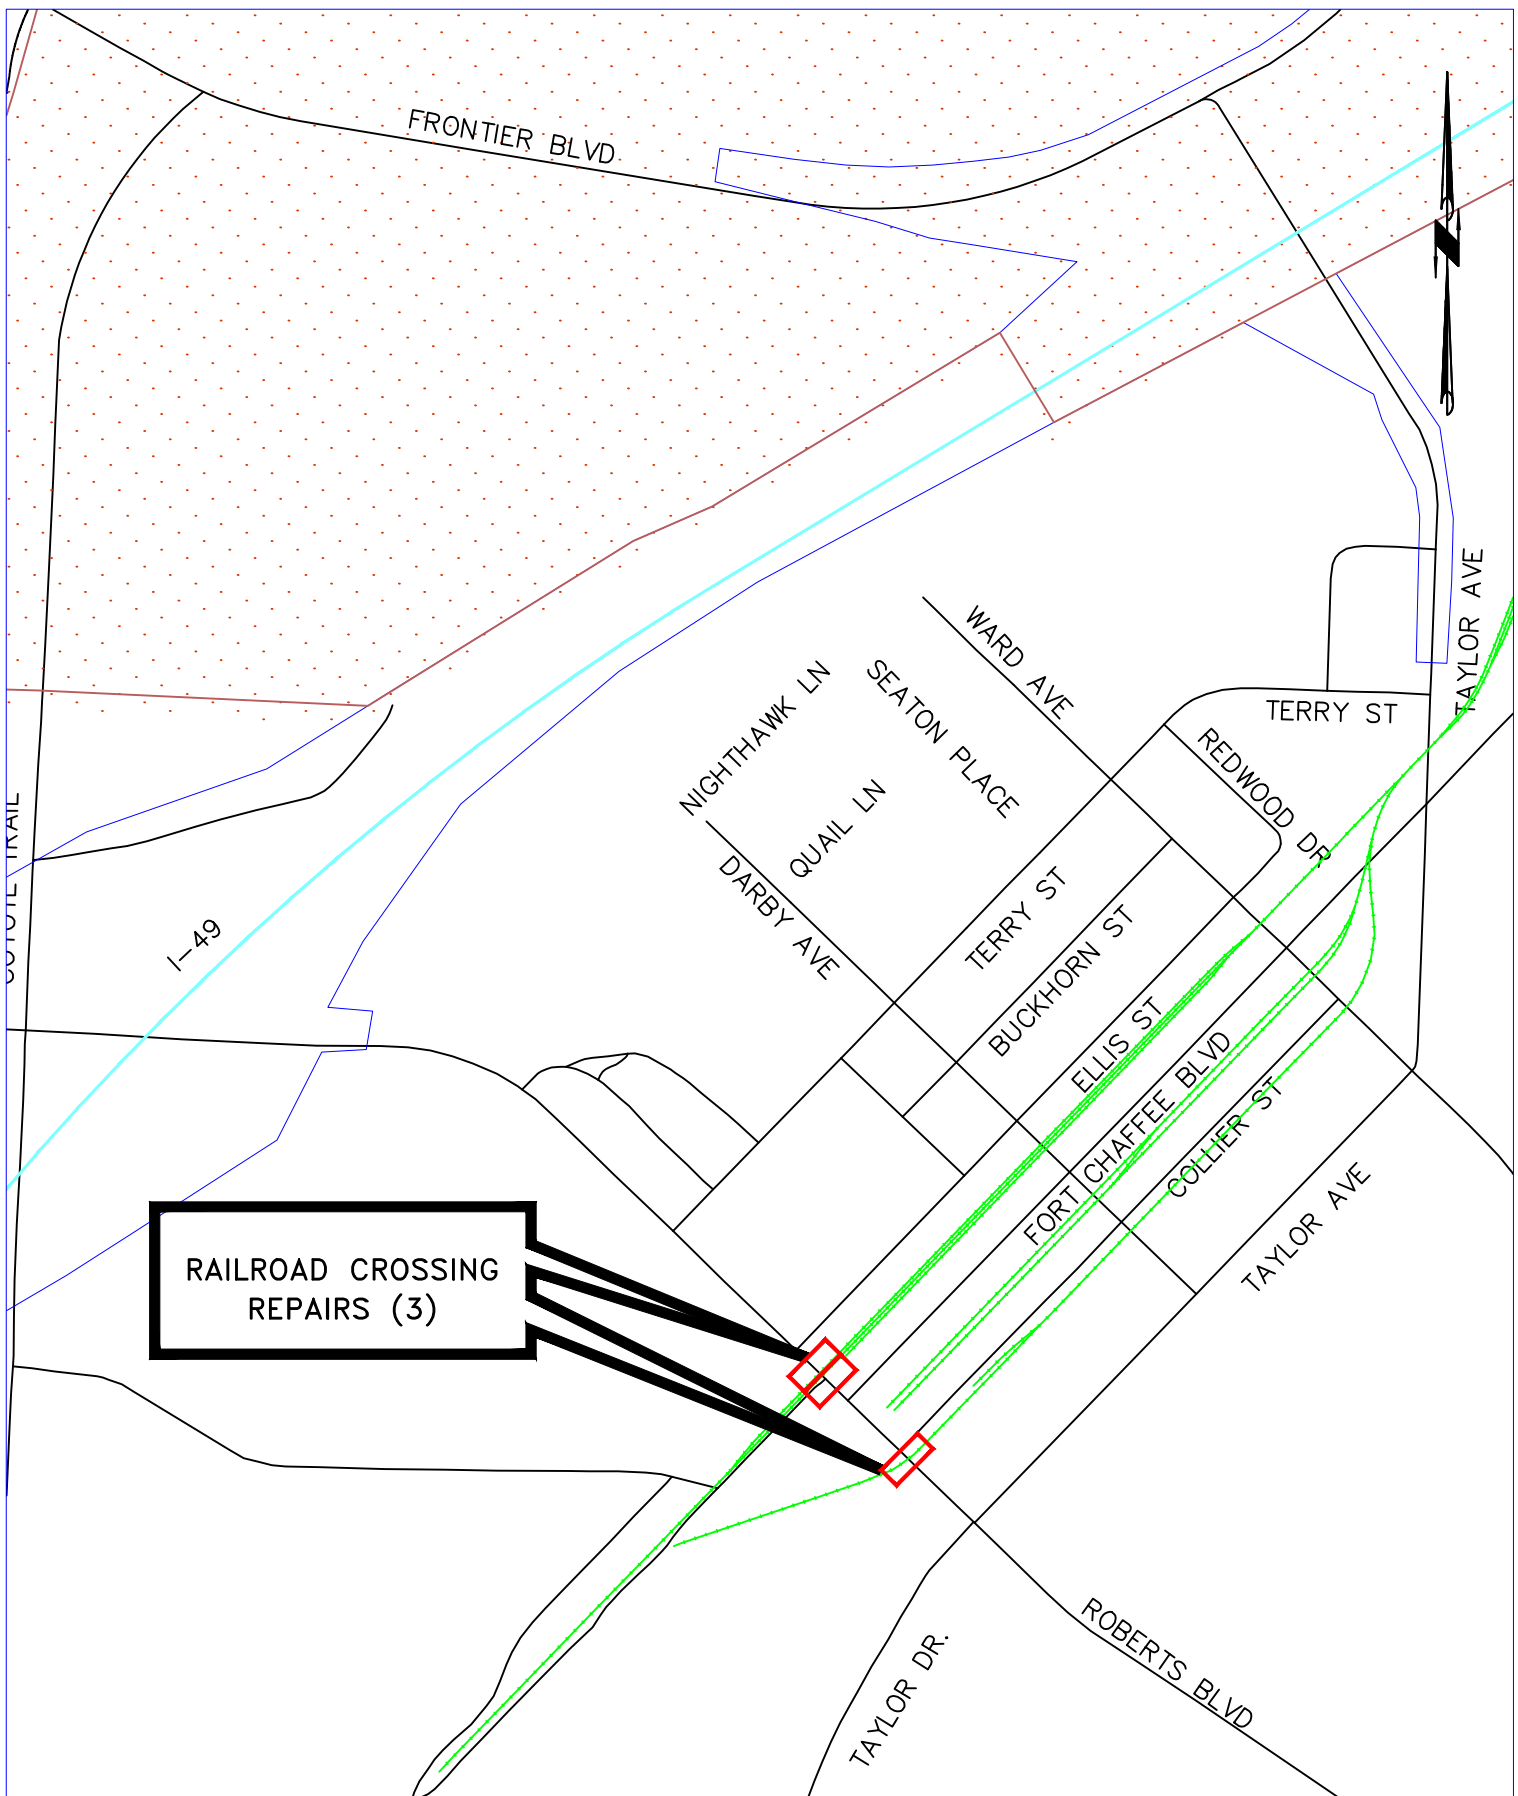 FRONTIER BLVD
TAYLOR AVE
WARD AVE
NIGHTHAWK LN
SEATON PLACE
TERRY ST
REDWOOD DR
QUAIL LN
DARBY AVE
COYOTE TRAIL
I-49
TERRY ST
BUCKHORN ST
ELLIS ST
FORT CHAFFEE BLVD
COLLIER ST
TAYLOR AVE
RAILROAD CROSSING
REPAIRS (3)
ROBERTS BLVD
TAYLOR DR.
N